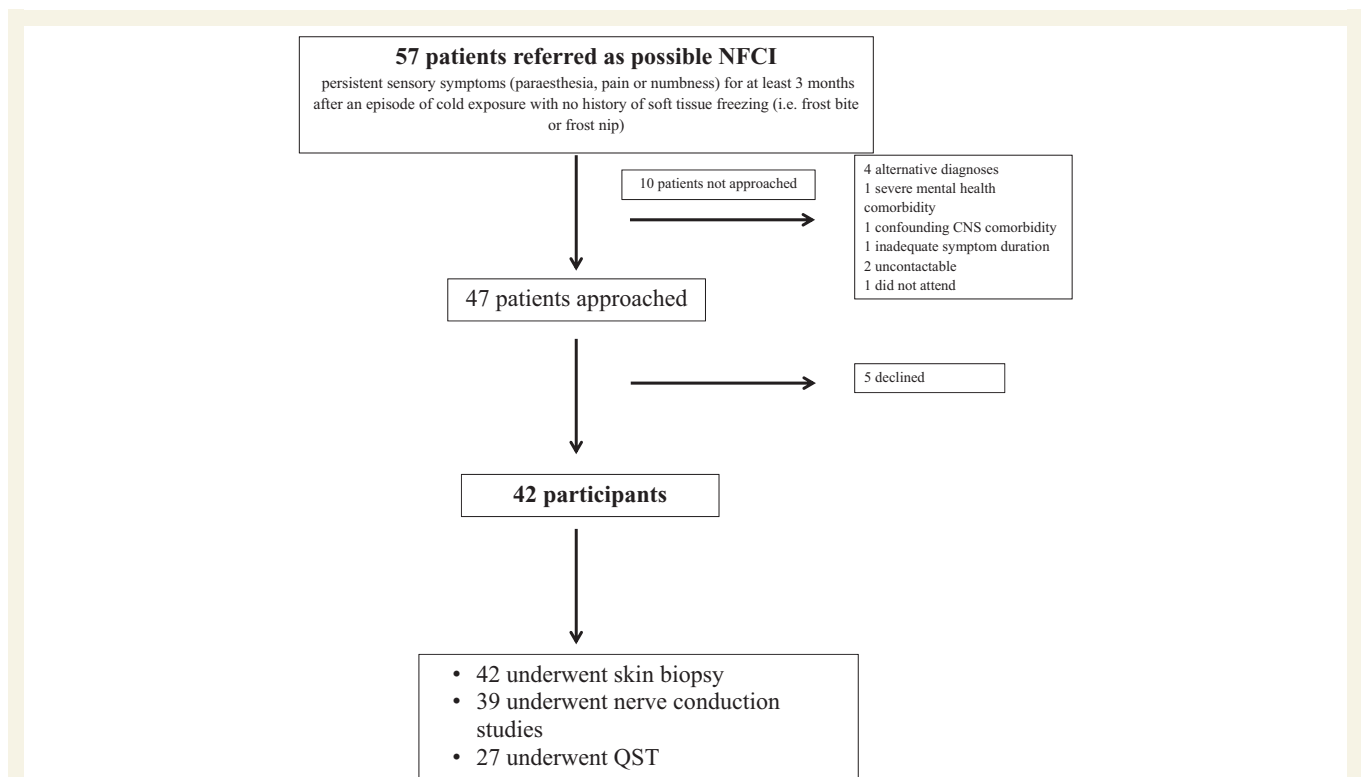 57 patients referred as possible NFCI
persistent sensory symptoms (paraesthesia, pain or numbness) for at least 3 months
after an episode of cold exposure with no history of soft tissue freezing (i.e. frost bite
or frost nip)
10 patients not approached
4 alternative diagnoses
1 severe mental health
comorbidity
1 confounding CNS comorbidity
1 inadequate symptom duration
2 uncontactable
1 did not attend
47 patients approached
5 declined
42 participants
• 42 underwent skin biopsy
• 39 underwent nerve conduction
studies
• 27 underwent QST